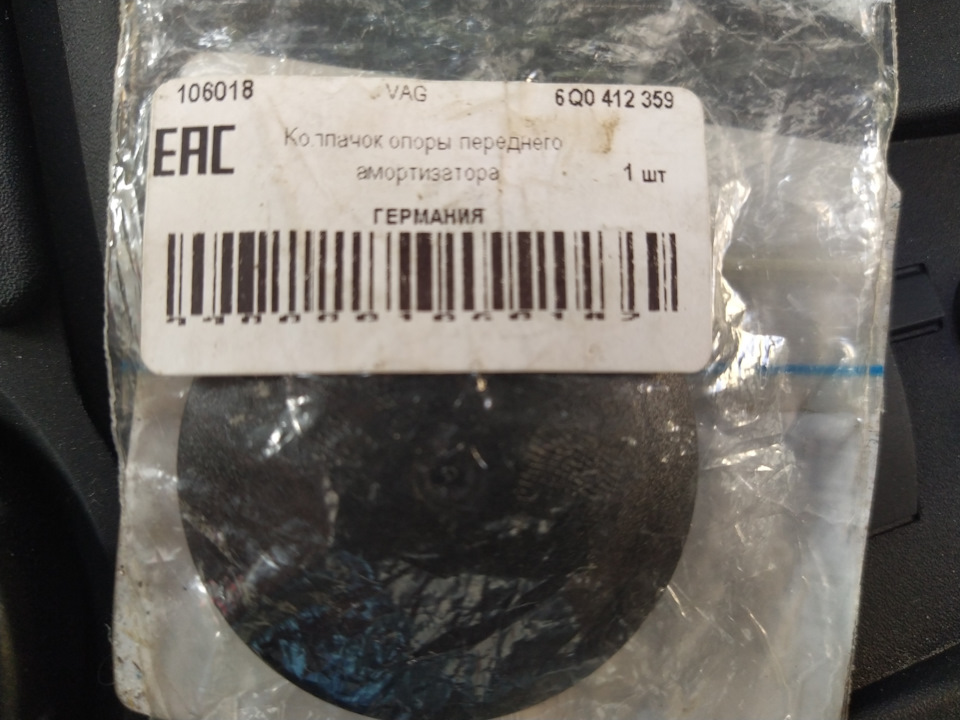 106018 VAG 6Q0 412 359
EAC
Колпачок опоры переднего
амортизатора 1 шт
ГЕРМАНИЯ